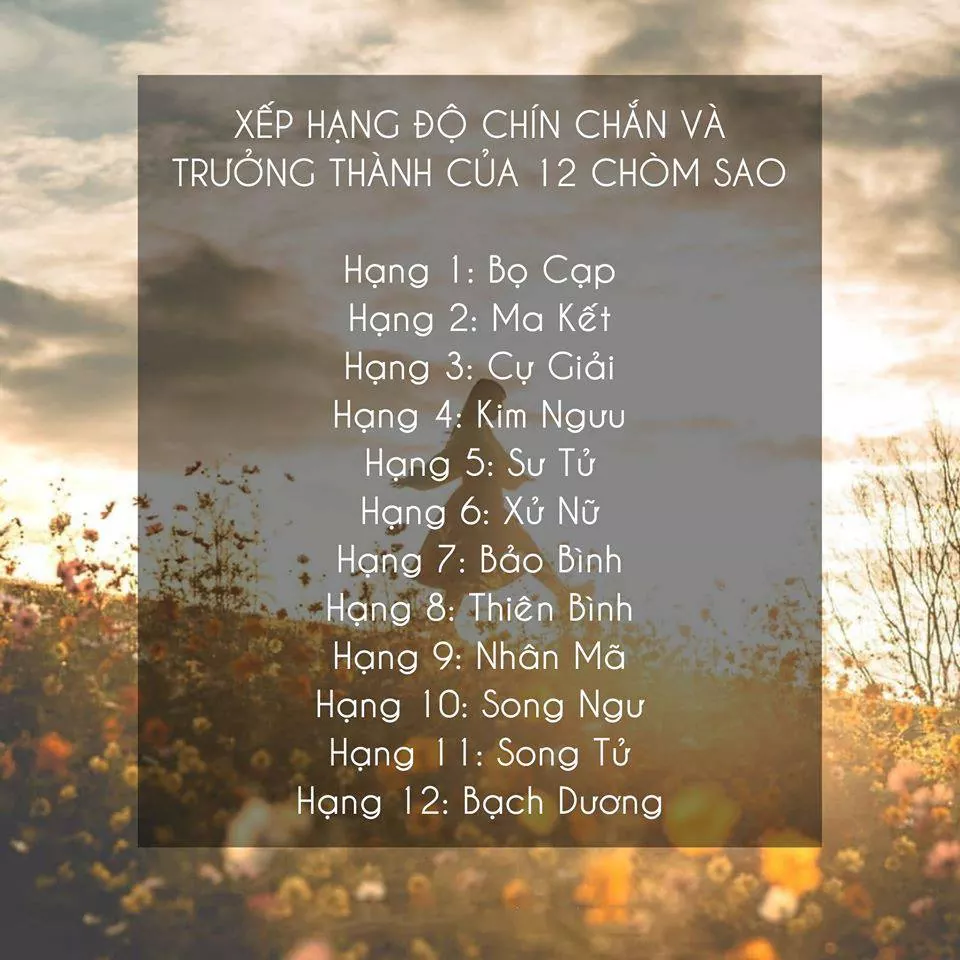 XẾP HẠNG ĐỘ CHÍN CHẮN VÀ
TRƯỞNG THÀNH CỦA 12 CHÒM SAO
Hạng 1: Bọ Cạp
Hạng 2: Ma Kết
Hạng 3: Cự Giải
Hạng 4: Kim Ngưu
Hạng 5: Sư Tử
Hạng 6: Xử Nữ
Hạng 7: Bảo Bình
Hạng 8: Thiên Bình
Hạng 9: Nhân Mã
Hạng 10: Song Ngư
Hạng 11: Song Tử
Hạng 12: Bạch Dương